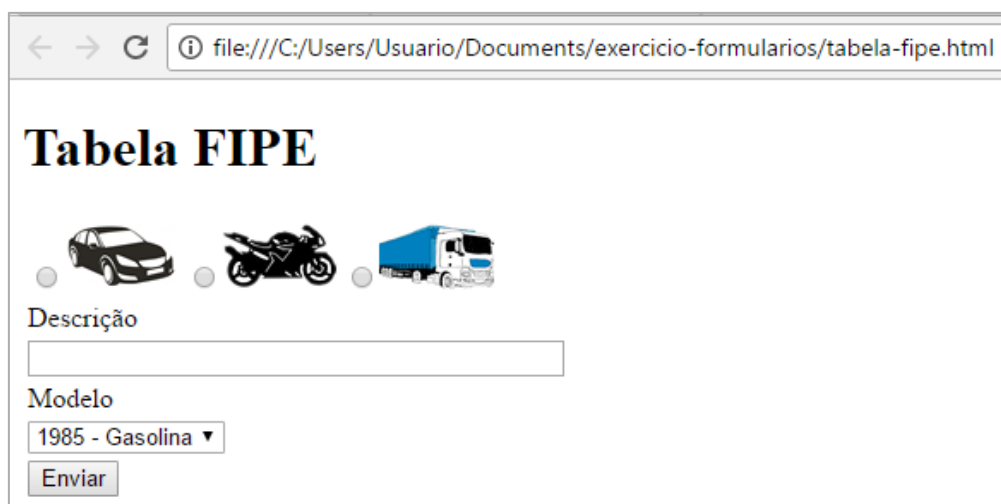 file:///C:/Users/Usuario/Documents/exercicio-formularios/tabela-fipe.html
Tabela FIPE
Descrição
Modelo
1985 - Gasolina
Enviar